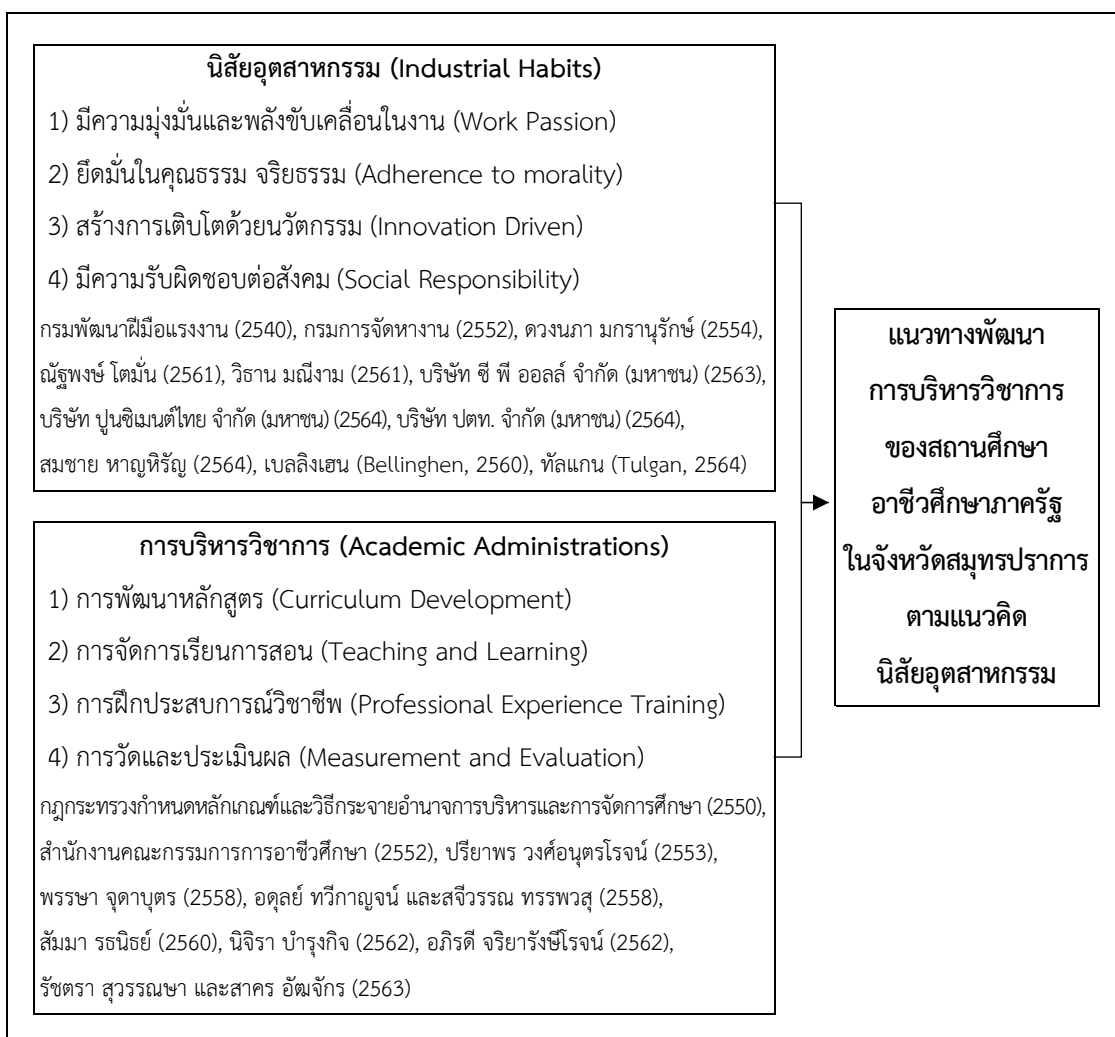 นิสัยอุตสาหกรรม (Industrial Habits)
1) มีความมุ่งมั่นและพลังขับเคลื่อนในงาน (Work Passion)
2) ยึดมั่นในคุณธรรม จริยธรรม (Adherence to morality)
3) สร้างการเติบโตด้วยนวัตกรรม (Innovation Driven)
4) มีความรับผิดชอบต่อสังคม (Social Responsibility)
กรมพัฒนาฝีมือแรงงาน (2540), กรมการจัดหางาน (2552), ดวงนภา มกรานุรักษ์ (2554),
ณัฐพงษ์ โตมั่น (2561), วิธาน มณีงาม (2561), บริษัท ซี พี ออลล์ จำกัด (มหาชน) (2563),
บริษัท ปูนซิเมนต์ไทย จำกัด (มหาชน) (2564), บริษัท ปตท. จำกัด (มหาชน) (2564),
สมชาย หาญหิรัญ (2564), เบลลิงเฮน (Bellinghen, 2560), ทัลแกน (Tulgan, 2564)
การบริหารวิชาการ (Academic Administrations)
1) การพัฒนาหลักสูตร (Curriculum Development)
2) การจัดการเรียนการสอน (Teaching and Learning)
3) การฝึกประสบการณ์วิชาชีพ (Professional Experience Training)
4) การวัดและประเมินผล (Measurement and Evaluation)
กฎกระทรวงกำหนดหลักเกณฑ์และวิธีกระจายอำนาจการบริหารและการจัดการศึกษา (2550),
สำนักงานคณะกรรมการการอาชีวศึกษา (2552), ปรียาพร วงศ์อนุตรโรจน์ (2553),
พรรษา จุดาบุตร (2558), อดุลย์ ทวีกาญจน์ และสจีวรรณ ทรรพวสุ (2558),
สัมมา รธนิธย์ (2560), นิจิรา บำรุงกิจ (2562), อภิรดี จริยารังษีโรจน์ (2562),
รัชตรา สุวรรณษา และสาคร อัฒจักร (2563)
แนวทางพัฒนา
การบริหารวิชาการ
ของสถานศึกษา
อาชีวศึกษาภาครัฐ
ในจังหวัดสมุทรปราการ
ตามแนวคิด
นิสัยอุตสาหกรรม